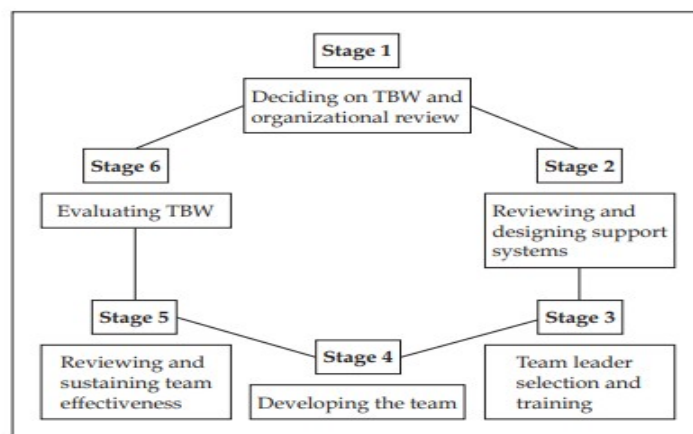 Stage 1
Deciding on TBW and
organizational review
Stage 6
Evaluating TBW
Stage 2
Reviewing and
designing support
systems
Stage 5
Reviewing and
sustaining team
effectiveness
Stage 4
Developing the team
Stage 3
Team leader
selection and
training